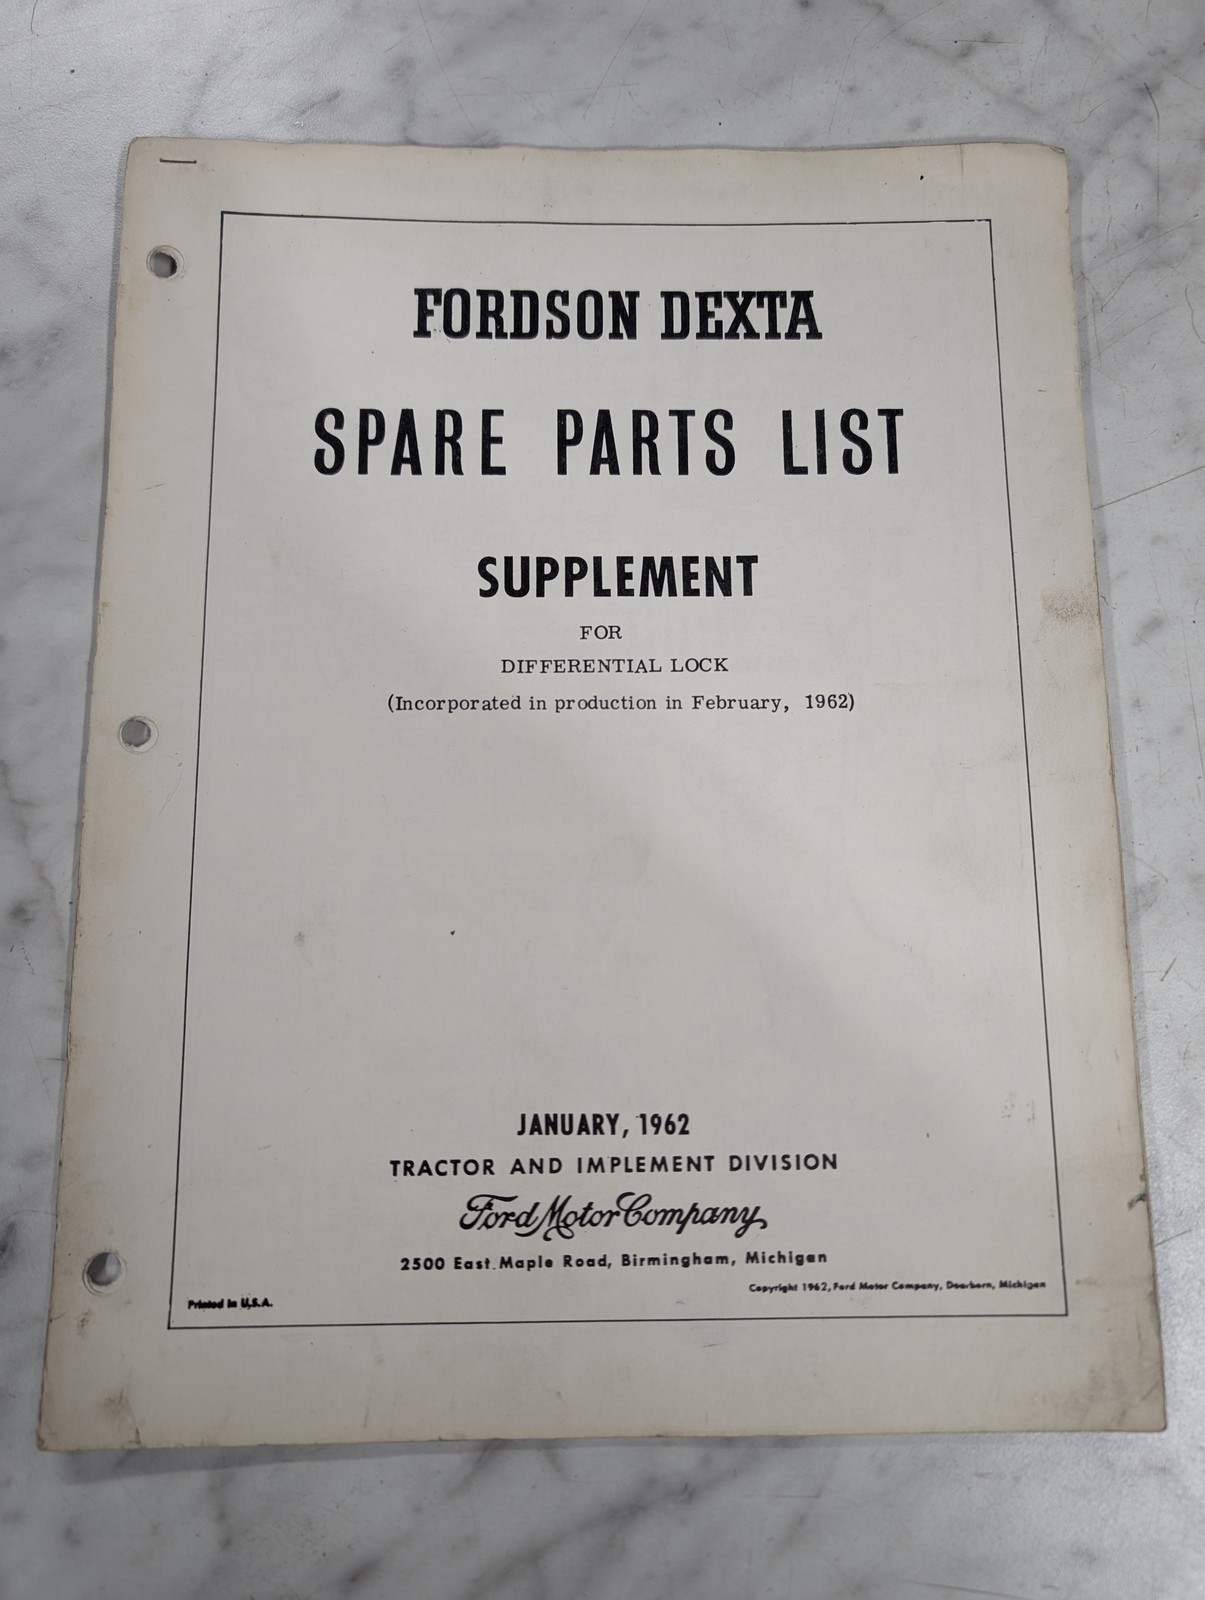 FORDSON DEXTA
SPARE PARTS LIST
SUPPLEMENT
FOR
DIFFERENTIAL LOCK
(Incorporated in production in February, 1962)
JANUARY, 1962
TRACTOR AND IMPLEMENT DIVISION
Ford Motor Company,
2500 East Maple Road, Birmingham, Michigan
Copyright 1962, Ford Motor Company, Dearborn, Michigan
Printed in U.S.A.